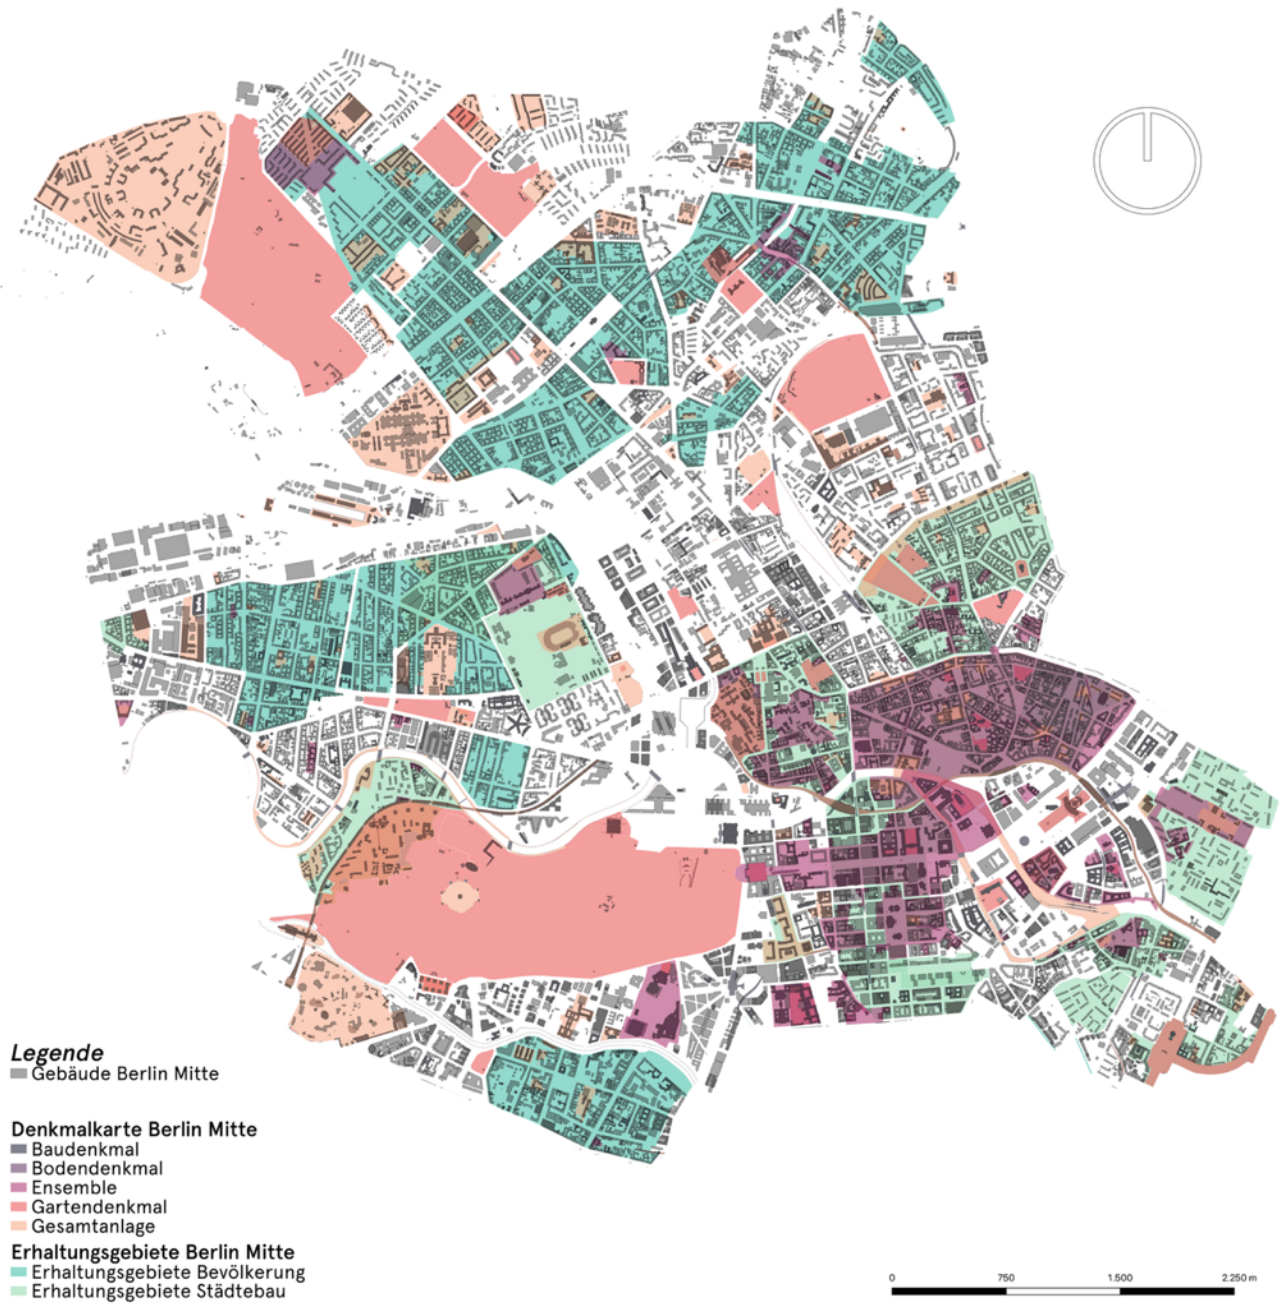 Legende
Gebäude Berlin Mitte
Denkmalkarte Berlin Mitte
Baudenkmal
Bodendenkmal
Ensemble
Gartendenkmal
Gesamtanlage
Erhaltungsgebiete Berlin Mitte
Erhaltungsgebiete Bevölkerung
Erhaltungsgebiete Städtebau
0 750 1.500 2.250 m